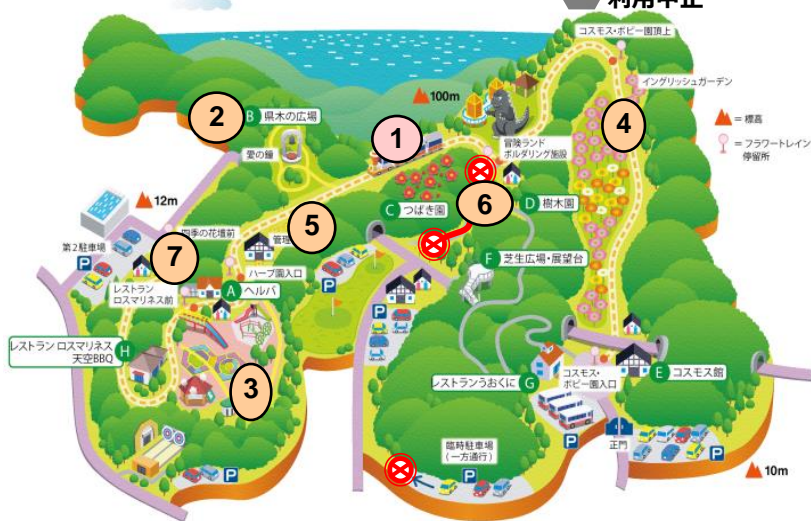 利用中止
コスモス・ポピー園頂上
イングリッシュガーデン
100m
2
B 県木の広場
1
4
= 標高
= フラワートレイン
停留所
愛の鐘
冒険ランド
ボルダリング施設
12m
C つばき園
6
D 樹木園
5
四季の花壇前
管理
7
第2駐車場
P
ハーブ園入口
P
F 芝生広場・展望台
レストラン
ロスマリネス前
A ヘルバ
P
レストラン ロスマリネス
天空BBQ
H
3
レストランうおくに G
コスモス・
ポピー園入口
E コスモス館
臨時駐車場
(一方通行)
P
P
正門
P
P
10m